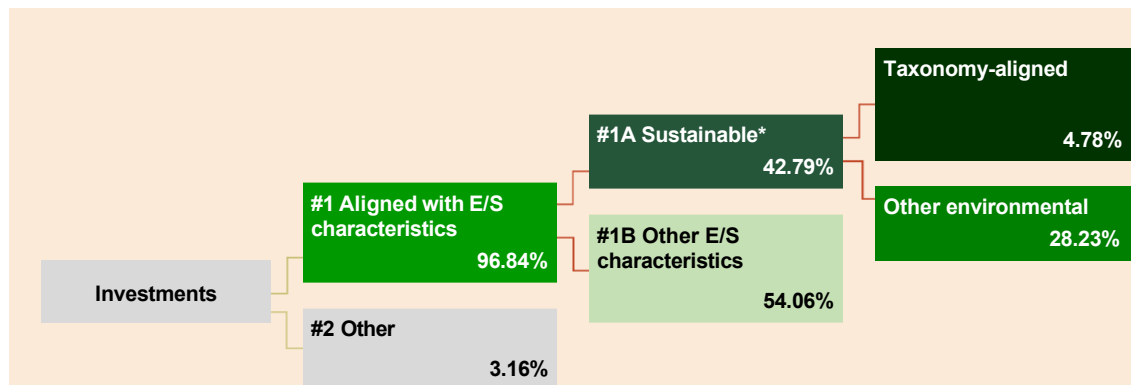 Investments
#1 Aligned with E/S
characteristics
96.84%
#2 Other
3.16%
#1A Sustainable*
42.79%
#1B Other E/S
characteristics
54.06%
Taxonomy-aligned
4.78%
Other environmental
28.23%